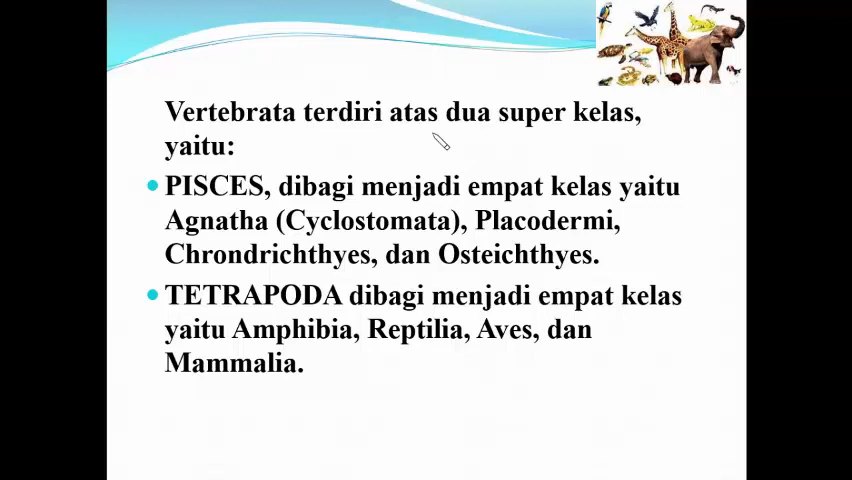 Vertebrata terdiri atas dua super kelas,
yaitu:
PISCES, dibagi menjadi empat kelas yaitu
Agnatha (Cyclostomata), Placodermi,
Chrondrichthyes, dan Osteichthyes.
TETRAPODA dibagi menjadi empat kelas
yaitu Amphibia, Reptilia, Aves, dan
Mammalia.